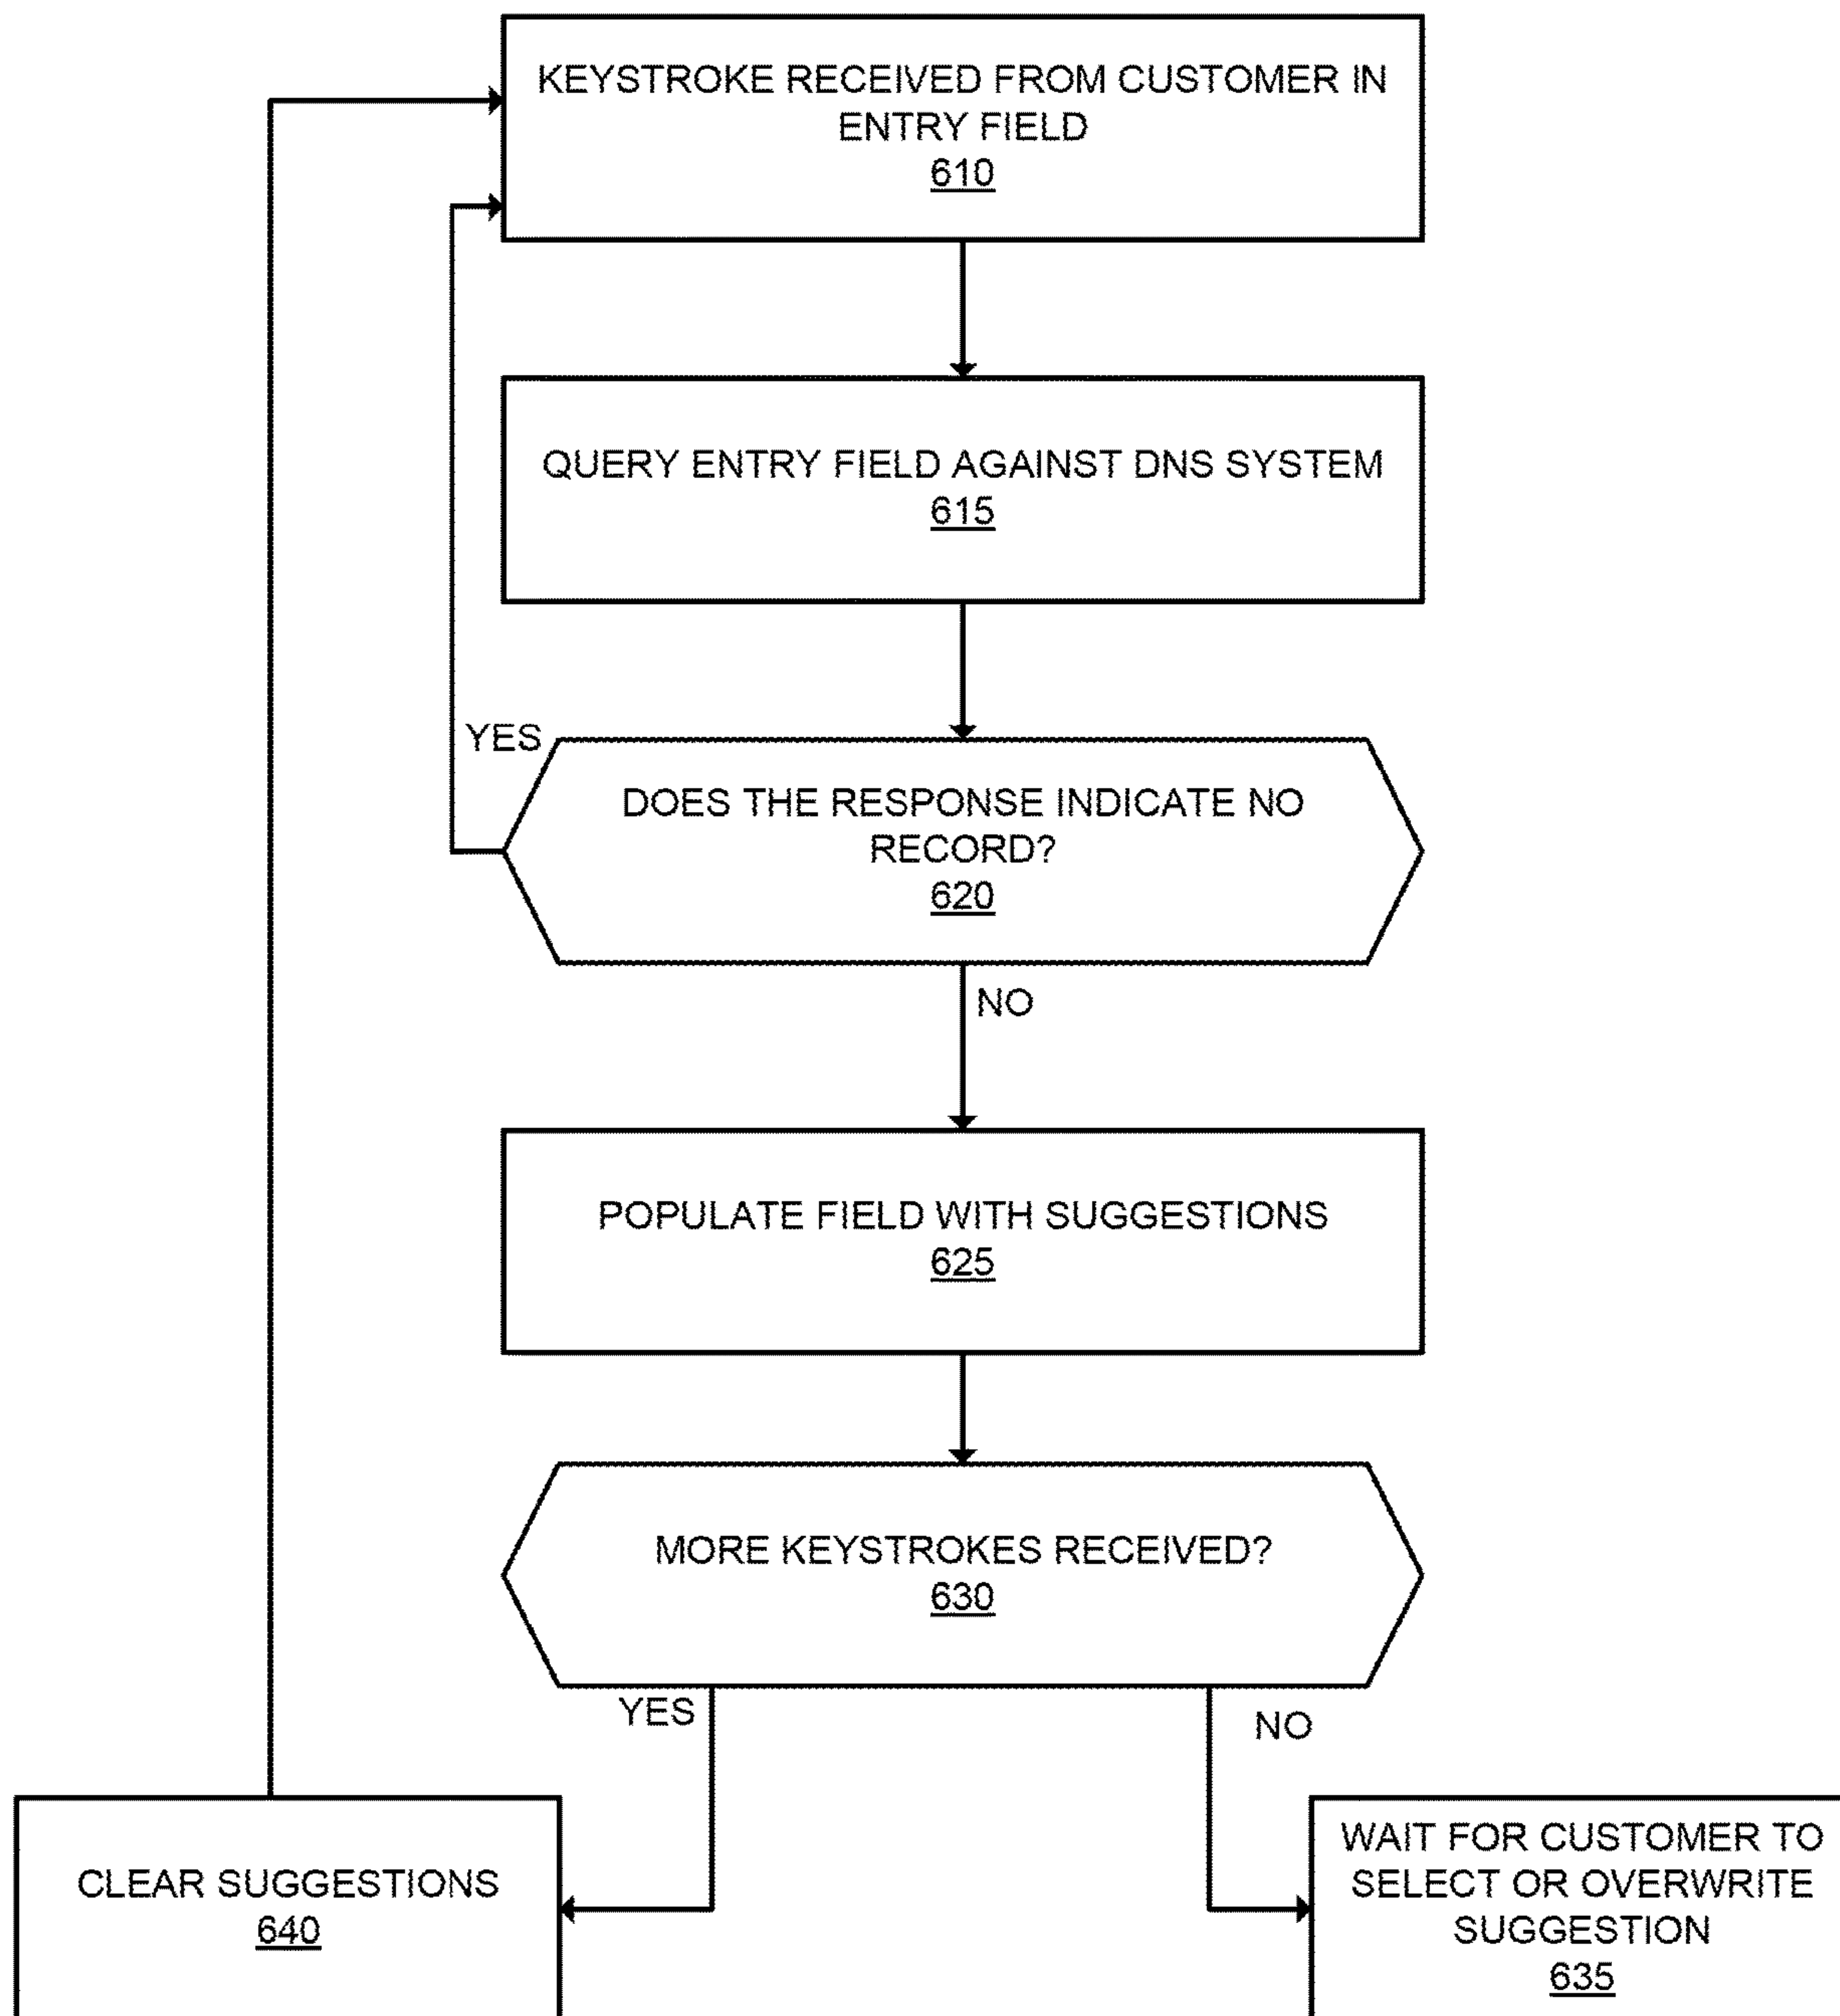 KEYSTROKE RECEIVED FROM CUSTOMER IN
ENTRY FIELD
610
QUERY ENTRY FIELD AGAINST DNS SYSTEM
615
YES
DOES THE RESPONSE INDICATE NO
RECORD?
620
NO
POPULATE FIELD WITH SUGGESTIONS
625
MORE KEYSTROKES RECEIVED?
630
YES
NO
CLEAR SUGGESTIONS
640
WAIT FOR CUSTOMER TO
SELECT OR OVERWRITE
SUGGESTION
635